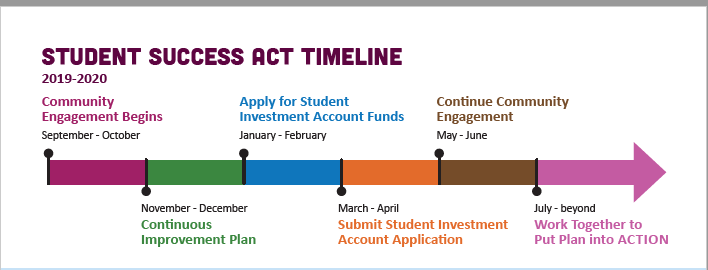 STUDENT SUCCESS ACT TIMELINE
2019-2020
Community
Engagement Begins
September - October
Apply for Student
Investment Account Funds
January - February
Continue Community
Engagement
May - June
November - December
Continuous
Improvement Plan
March - April
Submit Student Investment
Account Application
July - beyond
Work Together to
Put Plan into ACTION